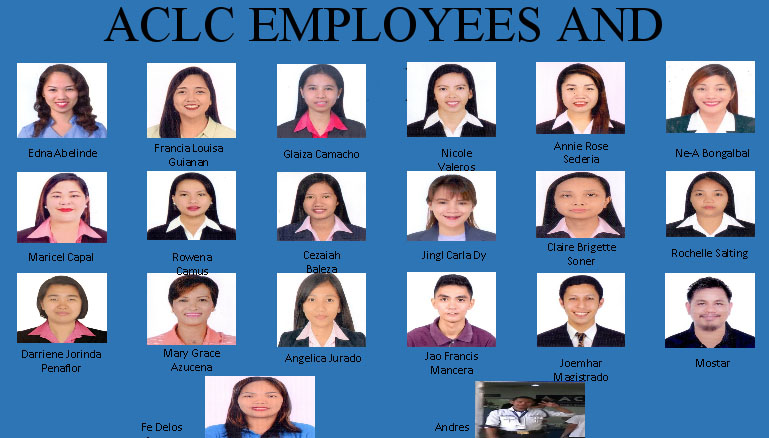 ACLC EMPLOYEES AND
Edna Abelinde
Francia Louisa
Guianan
Glaiza Camacho
Nicole
Valeros
Annie Rose
Sederia
Ne-A Bongalbal
Maricel Capal
Rowena
Camus
Cezaiah
Baleza
Jingl Carla Dy
Claire Brigette
Soner
Rochelle Salting
Darriene Jorinda
Penaflor
Mary Grace
Azucena
Angelica Jurado
Jao Francis
Mancera
Joemhar
Magistrado
Mostar
Fe Delos
Andres